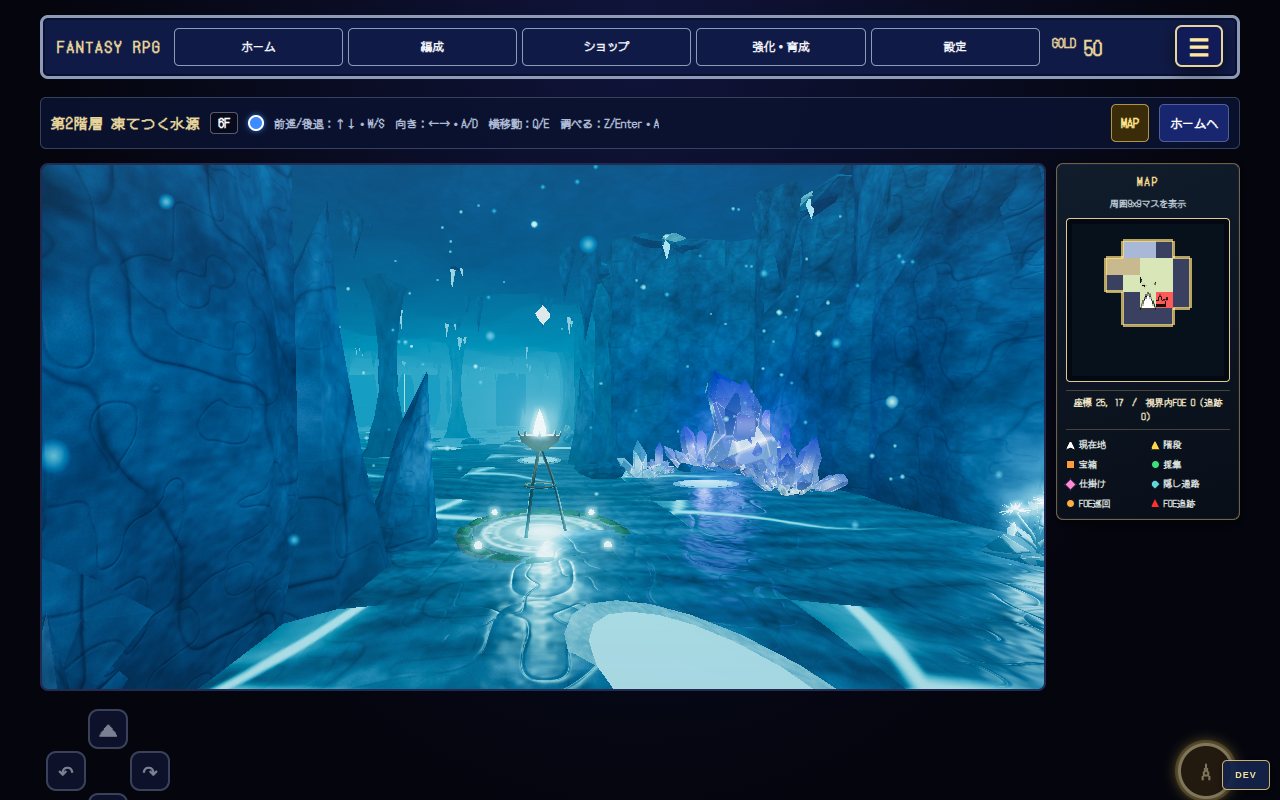 FANTASY RPG
ホーム
編成
ショップ
強化・育成
設定
GOLD 50
第2階層 凍てつく水源
6F
前進/後退：↑↓・W/S 向き：←→・A/D 横移動：Q/E 調べる：Z/Enter・A
MAP
ホームへ
MAP
周囲9x9マスを表示
座標 25, 17 / 視界内FOE 0（追跡
0）
現在地
階段
宝箱
採集
仕掛け
隠し通路
FOE巡回
FOE追跡
A
DEV